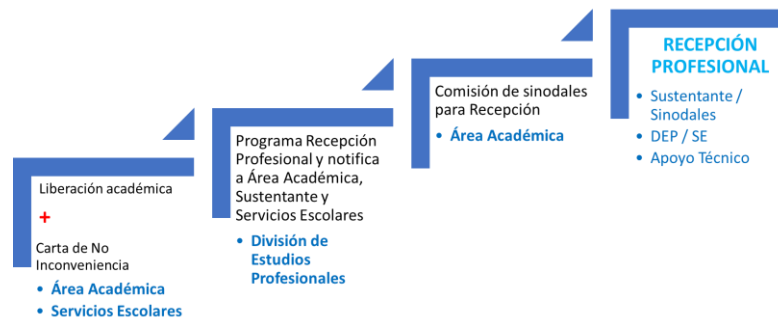 Liberación académica
+
Carta de No
Inconveniencia
• Área Académica
• Servicios Escolares
Programa Recepción
Profesional y notifica
a Área Académica,
Sustentante y
Servicios Escolares
• División de
Estudios
Profesionales
Comisión de sinodales
para Recepción
• Área Académica
RECEPCIÓN
PROFESIONAL
• Sustentante /
Sinodales
• DEP / SE
• Apoyo Técnico